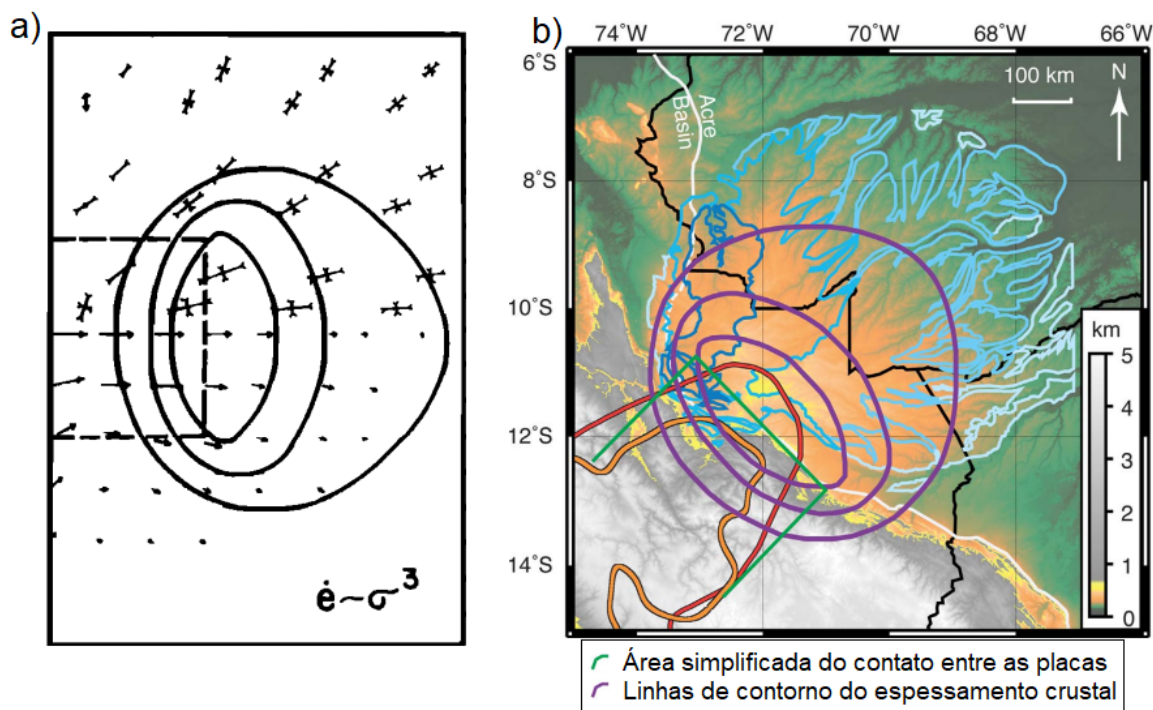 a)
ė~σ³
b)
74°W 72°W 70°W 68°W 66°W
6°S
8°S
10°S
12°S
14°S
Acre
Basin
100 km
N
km
5
4
3
2
1
0
Área simplificada do contato entre as placas
Linhas de contorno do espessamento crustal